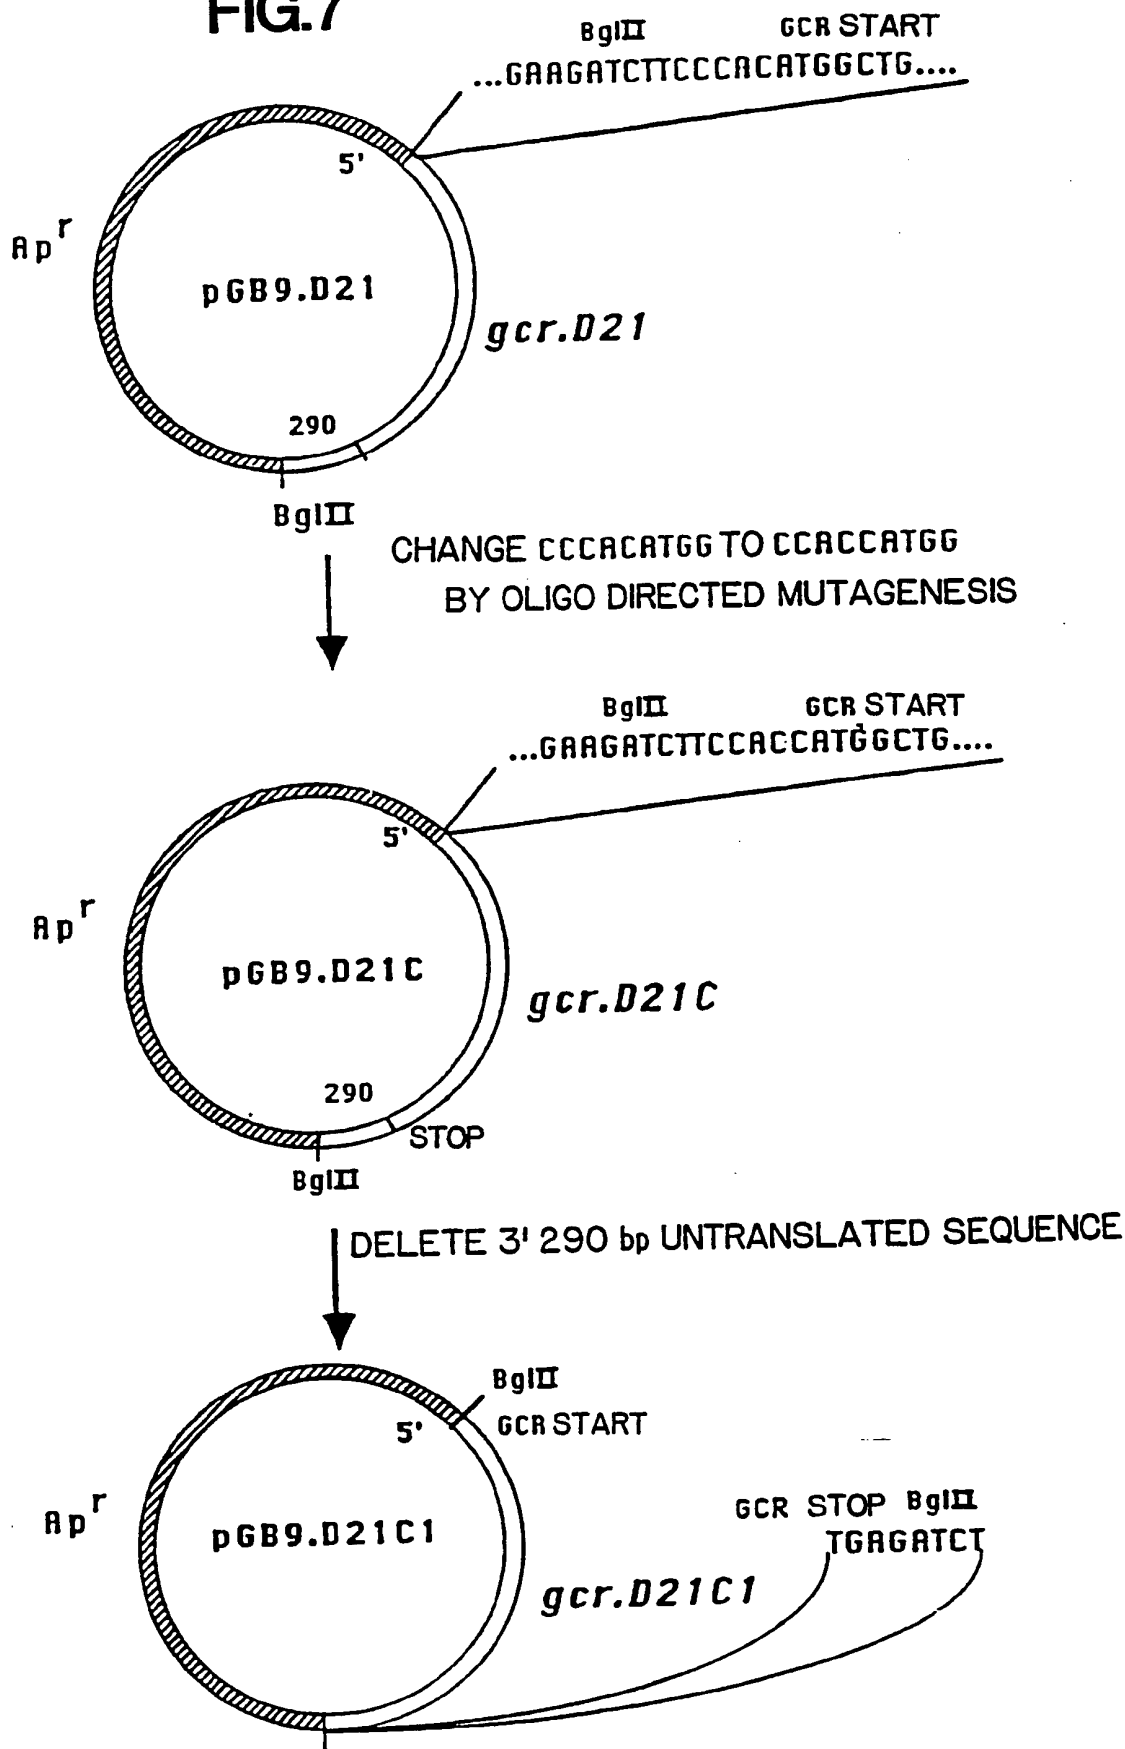 FIG.7
BglII GCR START
...GAAGATCTTCCCACATGGCTG....
5'
Ap r
pGB9.D21
gcr.D21
290
BglII
CHANGE CCCACATGG TO CCACCATGG
BY OLIGO DIRECTED MUTAGENESIS
BglII GCR START
...GAAGATCTTCCACCATGGCTG....
5'
Ap r
pGB9.D21C
gcr.D21C
290
STOP
BglII
DELETE 3' 290 bp UNTRANSLATED SEQUENCE
BglII
5' GCR START
GCR STOP BglII
TGAGATCT
Ap r
pGB9.D21C1
gcr.D21C1